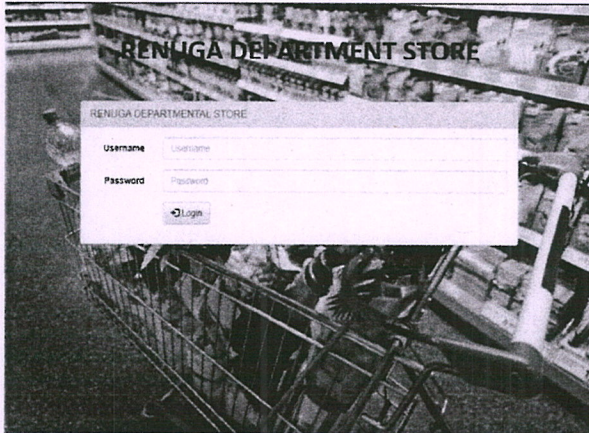 RENUGA DEPARTMENT STORE
RENUGA DEPARTMENTAL STORE
Username Username
Password Password
Login